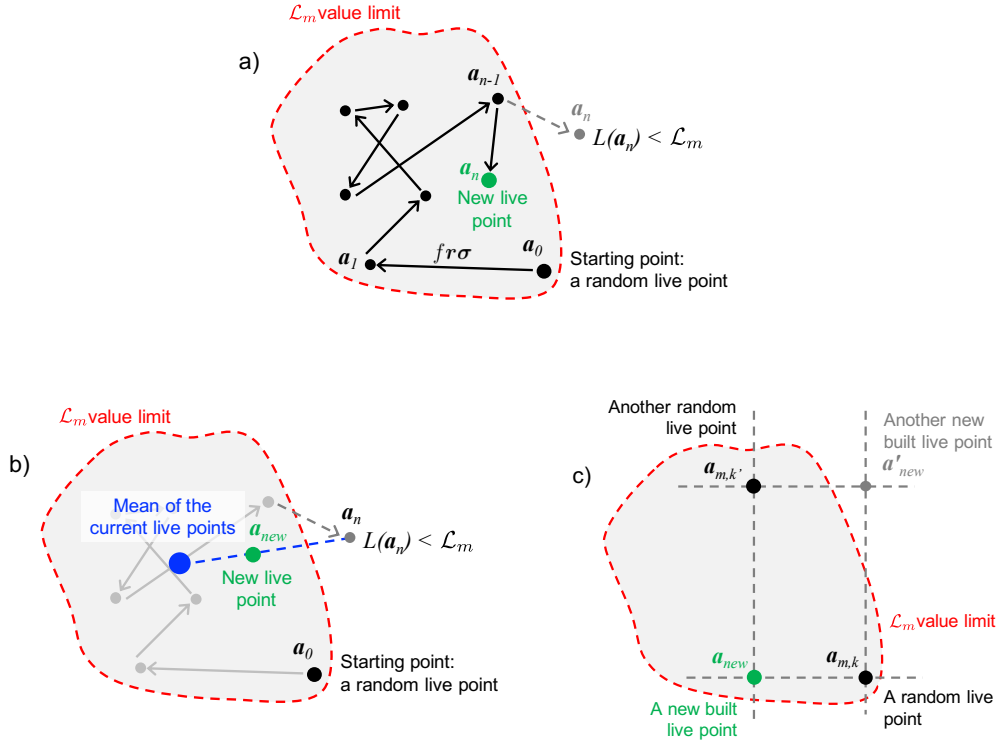 ℒm value limit
a)
an-1
an
L(an) < ℒm
an
New live
point
a1
frσ
a0
Starting point:
a random live point
ℒm value limit
b)
Mean of the
current live points
anew
an
L(an) < ℒm
New live
point
a0
Starting point:
a random live point
Another random
live point
Another new
built live point
a'new
c)
am,k'
ℒm value limit
anew
am,k
A new built
live point
A random live
point